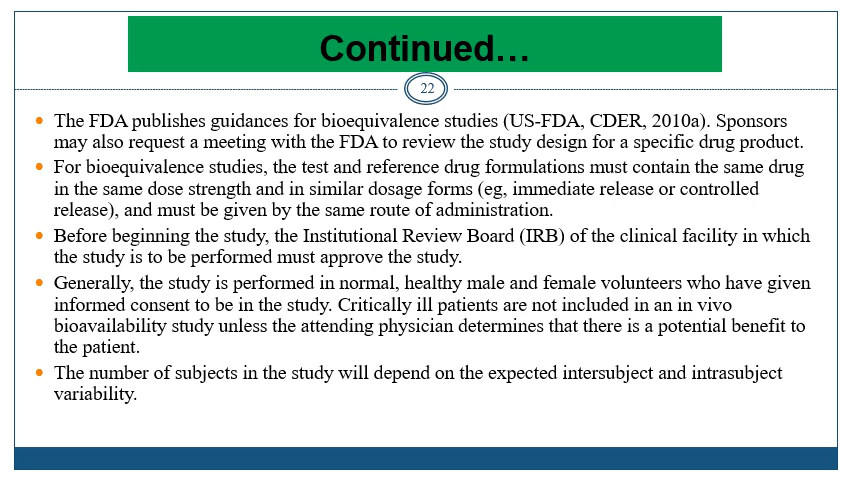 Continued…
22
• The FDA publishes guidances for bioequivalence studies (US-FDA, CDER, 2010a). Sponsors
may also request a meeting with the FDA to review the study design for a specific drug product.
• For bioequivalence studies, the test and reference drug formulations must contain the same drug
in the same dose strength and in similar dosage forms (eg, immediate release or controlled
release), and must be given by the same route of administration.
• Before beginning the study, the Institutional Review Board (IRB) of the clinical facility in which
the study is to be performed must approve the study.
• Generally, the study is performed in normal, healthy male and female volunteers who have given
informed consent to be in the study. Critically ill patients are not included in an in vivo
bioavailability study unless the attending physician determines that there is a potential benefit to
the patient.
• The number of subjects in the study will depend on the expected intersubject and intrasubject
variability.